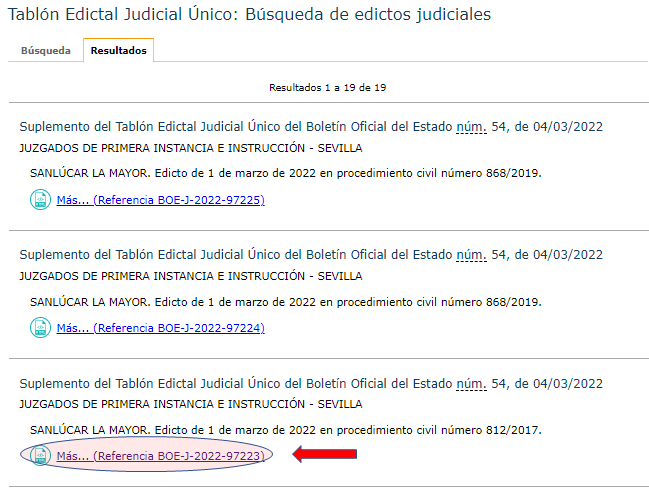 Tablón Edictal Judicial Único: Búsqueda de edictos judiciales
Búsqueda Resultados
Resultados 1 a 19 de 19
Suplemento del Tablón Edictal Judicial Único del Boletín Oficial del Estado núm. 54, de 04/03/2022
JUZGADOS DE PRIMERA INSTANCIA E INSTRUCCIÓN - SEVILLA
SANLÚCAR LA MAYOR. Edicto de 1 de marzo de 2022 en procedimiento civil número 868/2019.
Más... (Referencia BOE-J-2022-97225)
Suplemento del Tablón Edictal Judicial Único del Boletín Oficial del Estado núm. 54, de 04/03/2022
JUZGADOS DE PRIMERA INSTANCIA E INSTRUCCIÓN - SEVILLA
SANLÚCAR LA MAYOR. Edicto de 1 de marzo de 2022 en procedimiento civil número 868/2019.
Más... (Referencia BOE-J-2022-97224)
Suplemento del Tablón Edictal Judicial Único del Boletín Oficial del Estado núm. 54, de 04/03/2022
JUZGADOS DE PRIMERA INSTANCIA E INSTRUCCIÓN - SEVILLA
SANLÚCAR LA MAYOR. Edicto de 1 de marzo de 2022 en procedimiento civil número 812/2017.
Más... (Referencia BOE-J-2022-97223)